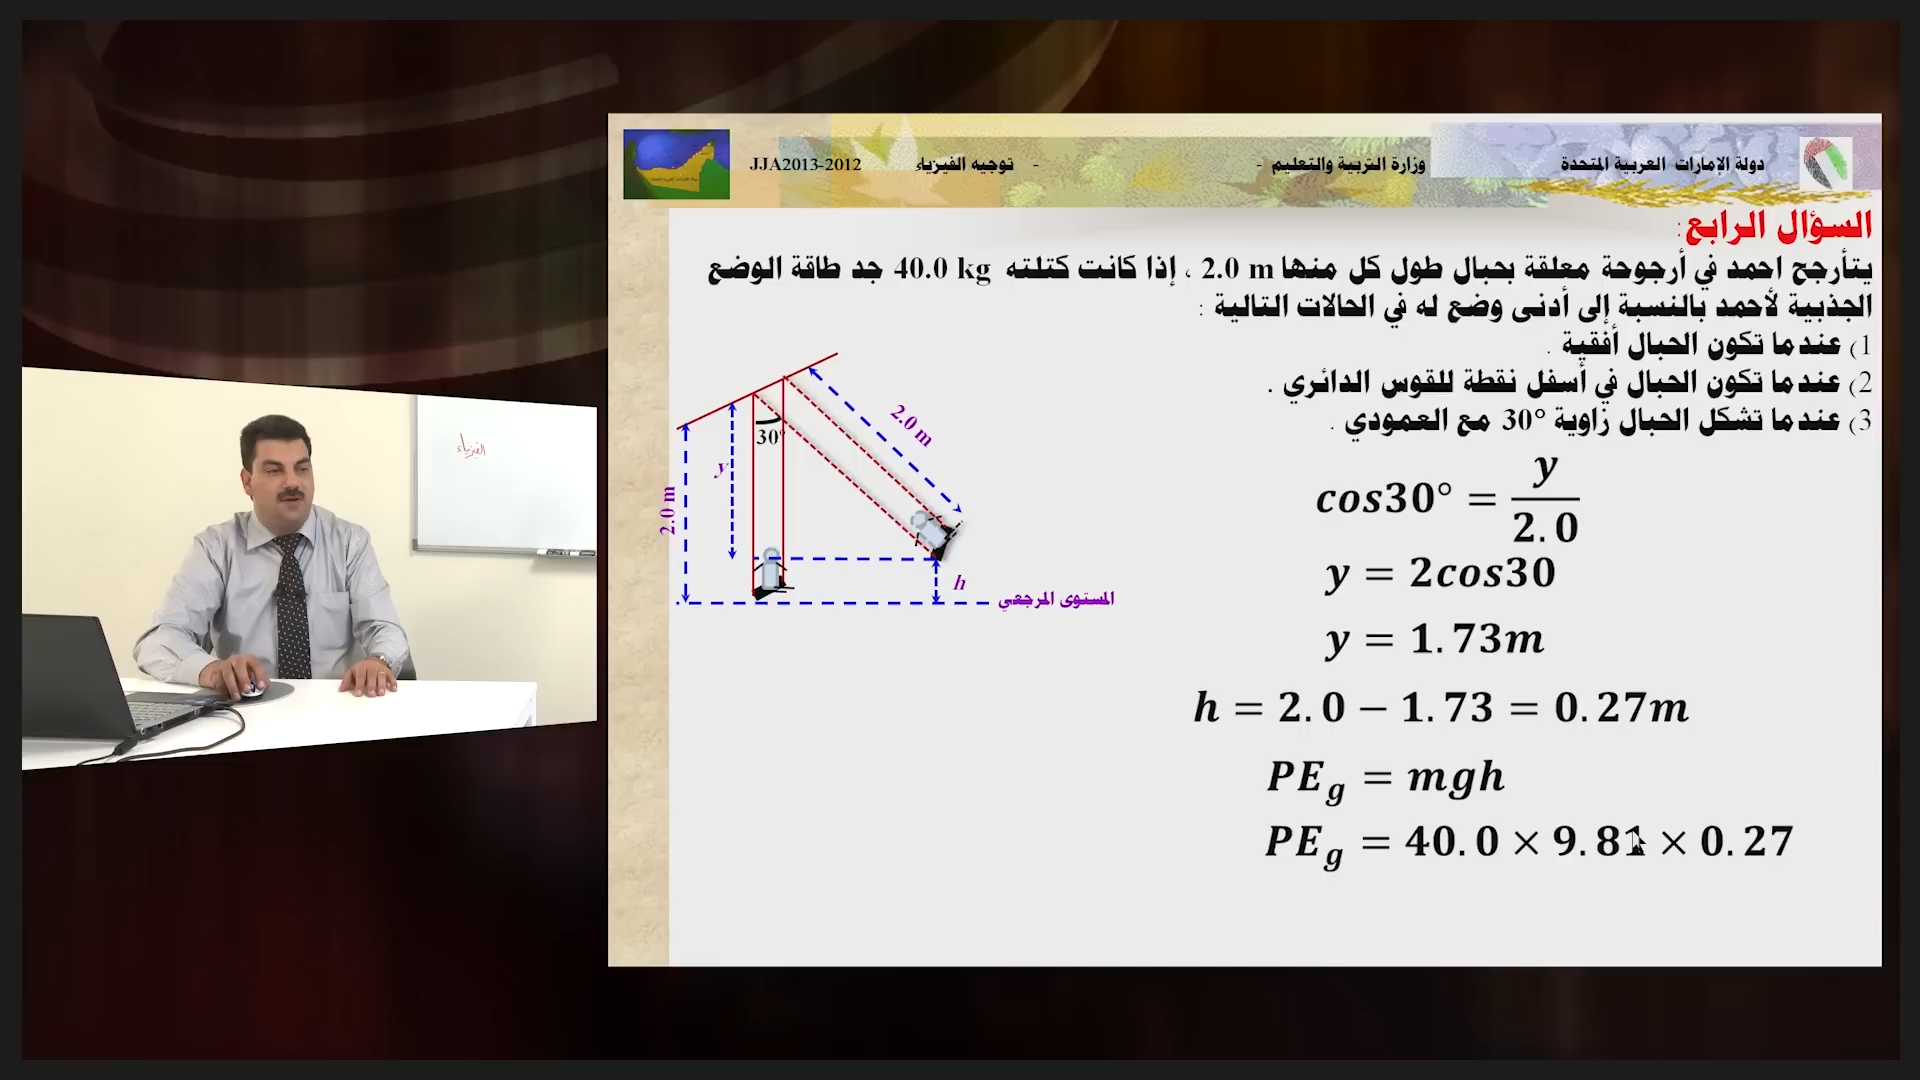 دولة الإمارات العربية المتحدة وزارة التربية والتعليم - توجيه الفيزياء - JJA2013-2012
السؤال الرابع:
يتأرجح احمد في أرجوحة معلقة بحبال طول كل منها 2.0 m ، إذا كانت كتلته 40.0 kg جد طاقة الوضع
الجذبية لأحمد بالنسبة إلى أدنى وضع له في الحالات التالية :
1) عندما تكون الحبال أفقية .
2) عندما تكون الحبال في أسفل نقطة للقوس الدائري .
3) عندما تشكل الحبال زاوية 30° مع العمودي .
2.0 m
30°
y
2.0 m
h
المستوى المرجعي
cos30° = y/2.0
y = 2cos30
y = 1.73m
h = 2.0 − 1.73 = 0.27m
PEg = mgh
PEg = 40.0 × 9.81 × 0.27
الفيزياء